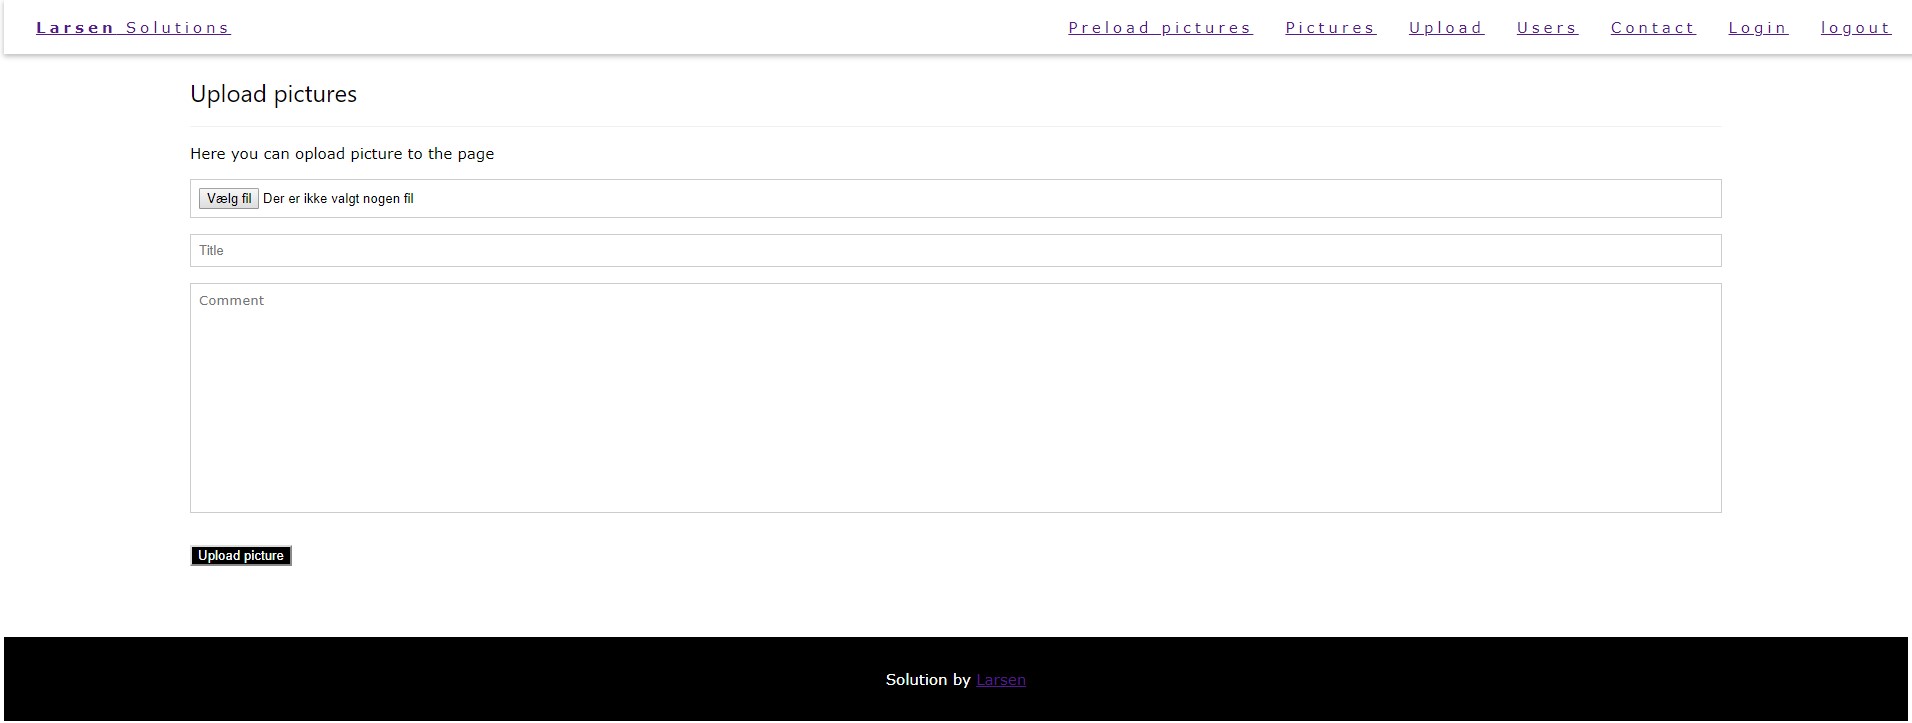 Larsen Solutions Preload pictures Pictures Upload Users Contact Login logout
Upload pictures
Here you can opload picture to the page
Vælg fil Der er ikke valgt nogen fil
Title
Comment
Upload picture
Solution by Larsen